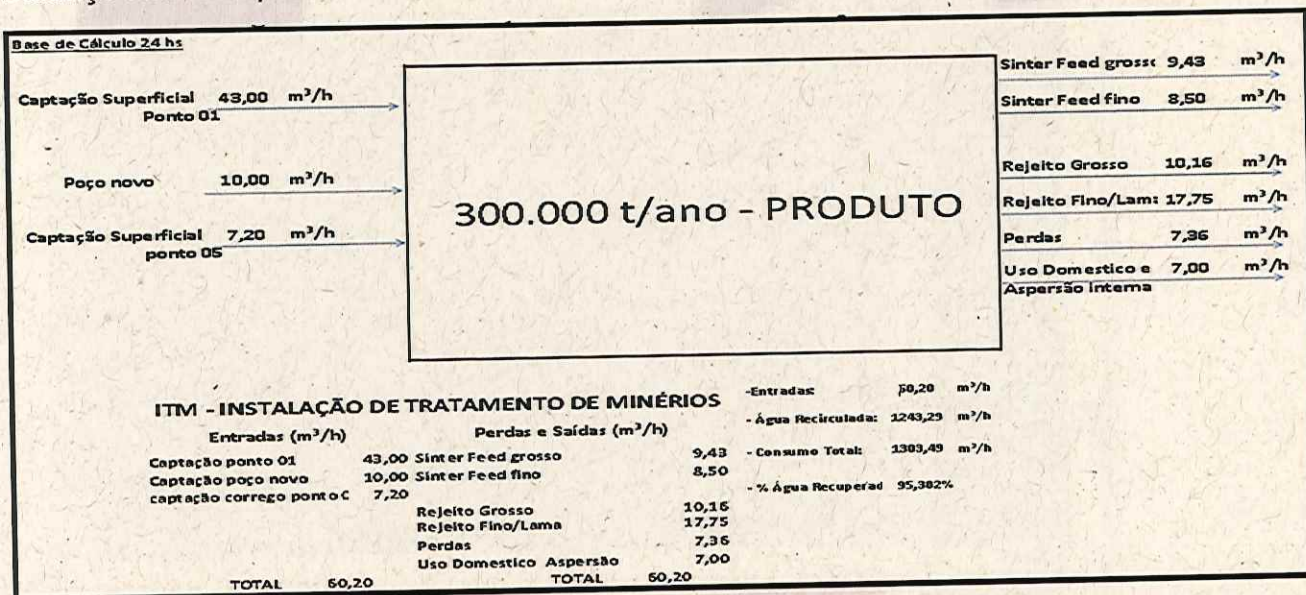 Base de Cálculo 24 hs
Captação Superficial 43,00 m³/h
Ponto 01
Poço novo 10,00 m³/h
Captação Superficial 7,20 m³/h
ponto 05
300.000 t/ano - PRODUTO
Sinter Feed grosso 9,43 m³/h
Sinter Feed fino 8,50 m³/h
Rejeito Grosso 10,16 m³/h
Rejeito Fino/Lam: 17,75 m³/h
Perdas 7,36 m³/h
Uso Domestico e 7,00 m³/h
Aspersão Interna
ITM - INSTALAÇÃO DE TRATAMENTO DE MINÉRIOS
Entradas (m³/h) Perdas e Saídas (m³/h)
Captação ponto 01 43,00 Sinter Feed grosso 9,43
Captação poço novo 10,00 Sinter Feed fino 8,50
captação corrego ponto C 7,20
Rejeito Grosso 10,16
Rejeito Fino/Lama 17,75
Perdas 7,36
Uso Domestico Aspersão 7,00
TOTAL 60,20 TOTAL 60,20
-Entradas: 60,20 m³/h
- Água Recirculada: 1243,29 m³/h
- Consumo Total: 1303,49 m³/h
- % Água Recuperad 95,382%